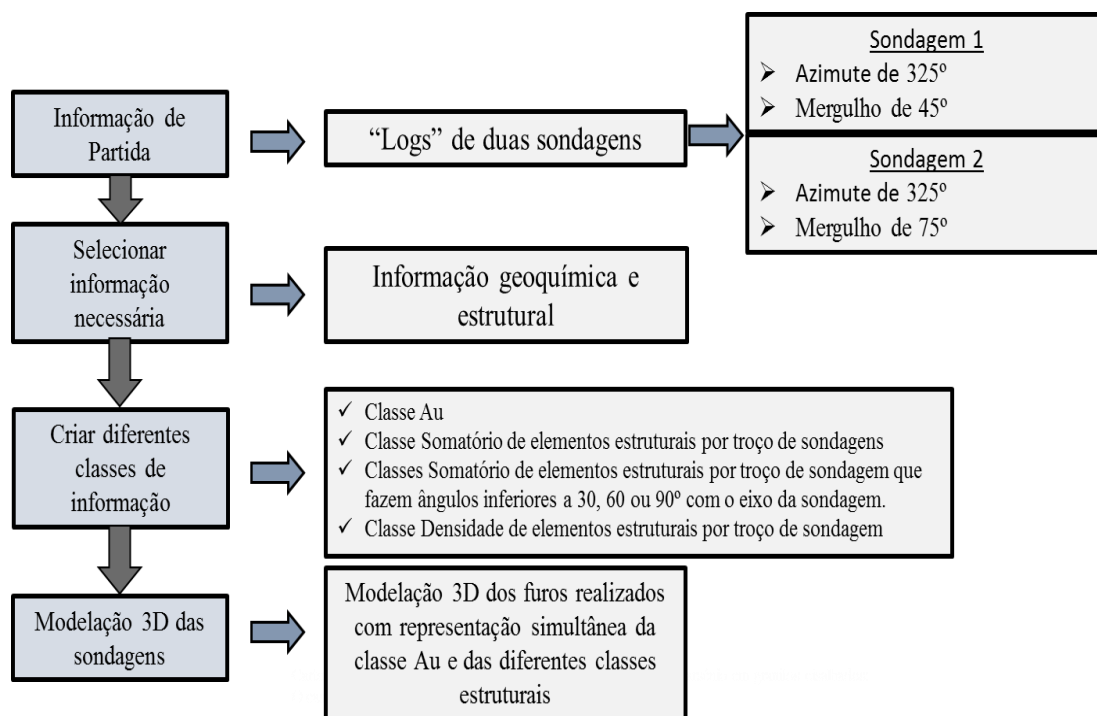 Informação de
Partida
“Logs” de duas sondagens
Sondagem 1
➢ Azimute de 325º
➢ Mergulho de 45º
Sondagem 2
➢ Azimute de 325º
➢ Mergulho de 75º
Selecionar
informação
necessária
Informação geoquímica e
estrutural
Criar diferentes
classes de
informação
✓ Classe Au
✓ Classe Somatório de elementos estruturais por troço de sondagens
✓ Classes Somatório de elementos estruturais por troço de sondagem que
fazem ângulos inferiores a 30, 60 ou 90º com o eixo da sondagem.
✓ Classe Densidade de elementos estruturais por troço de sondagem
Modelação 3D das
sondagens
Modelação 3D dos furos realizados
com representação simultânea da
classe Au e das diferentes classes
estruturais